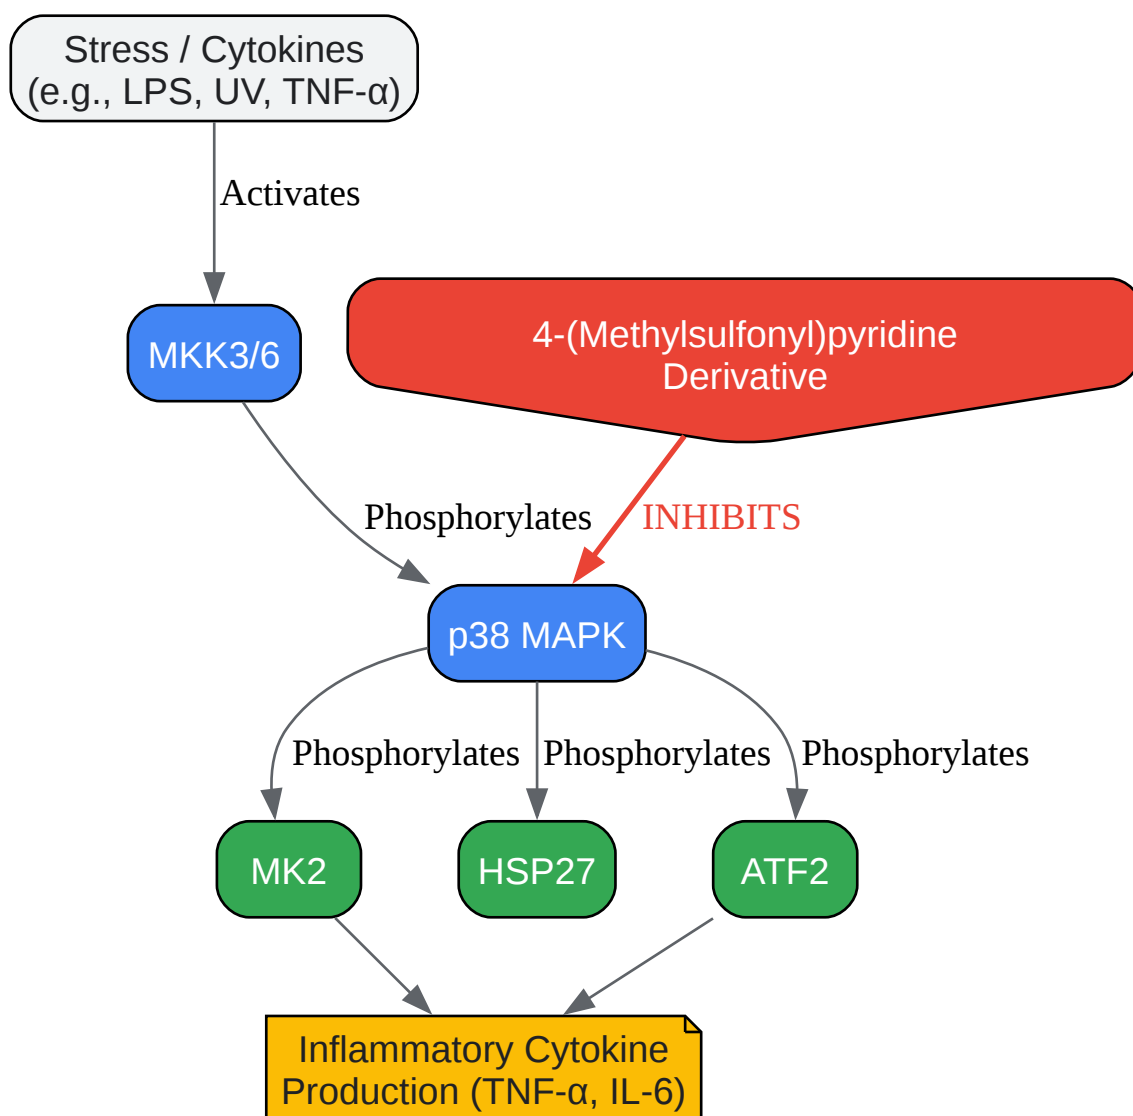 Stress / Cytokines
(e.g., LPS, UV, TNF-α)
Activates
MKK3/6
4-(Methylsulfonyl)pyridine
Derivative
Phosphorylates
INHIBITS
p38 MAPK
Phosphorylates
Phosphorylates
Phosphorylates
MK2
HSP27
ATF2
Inflammatory Cytokine
Production (TNF-α, IL-6)